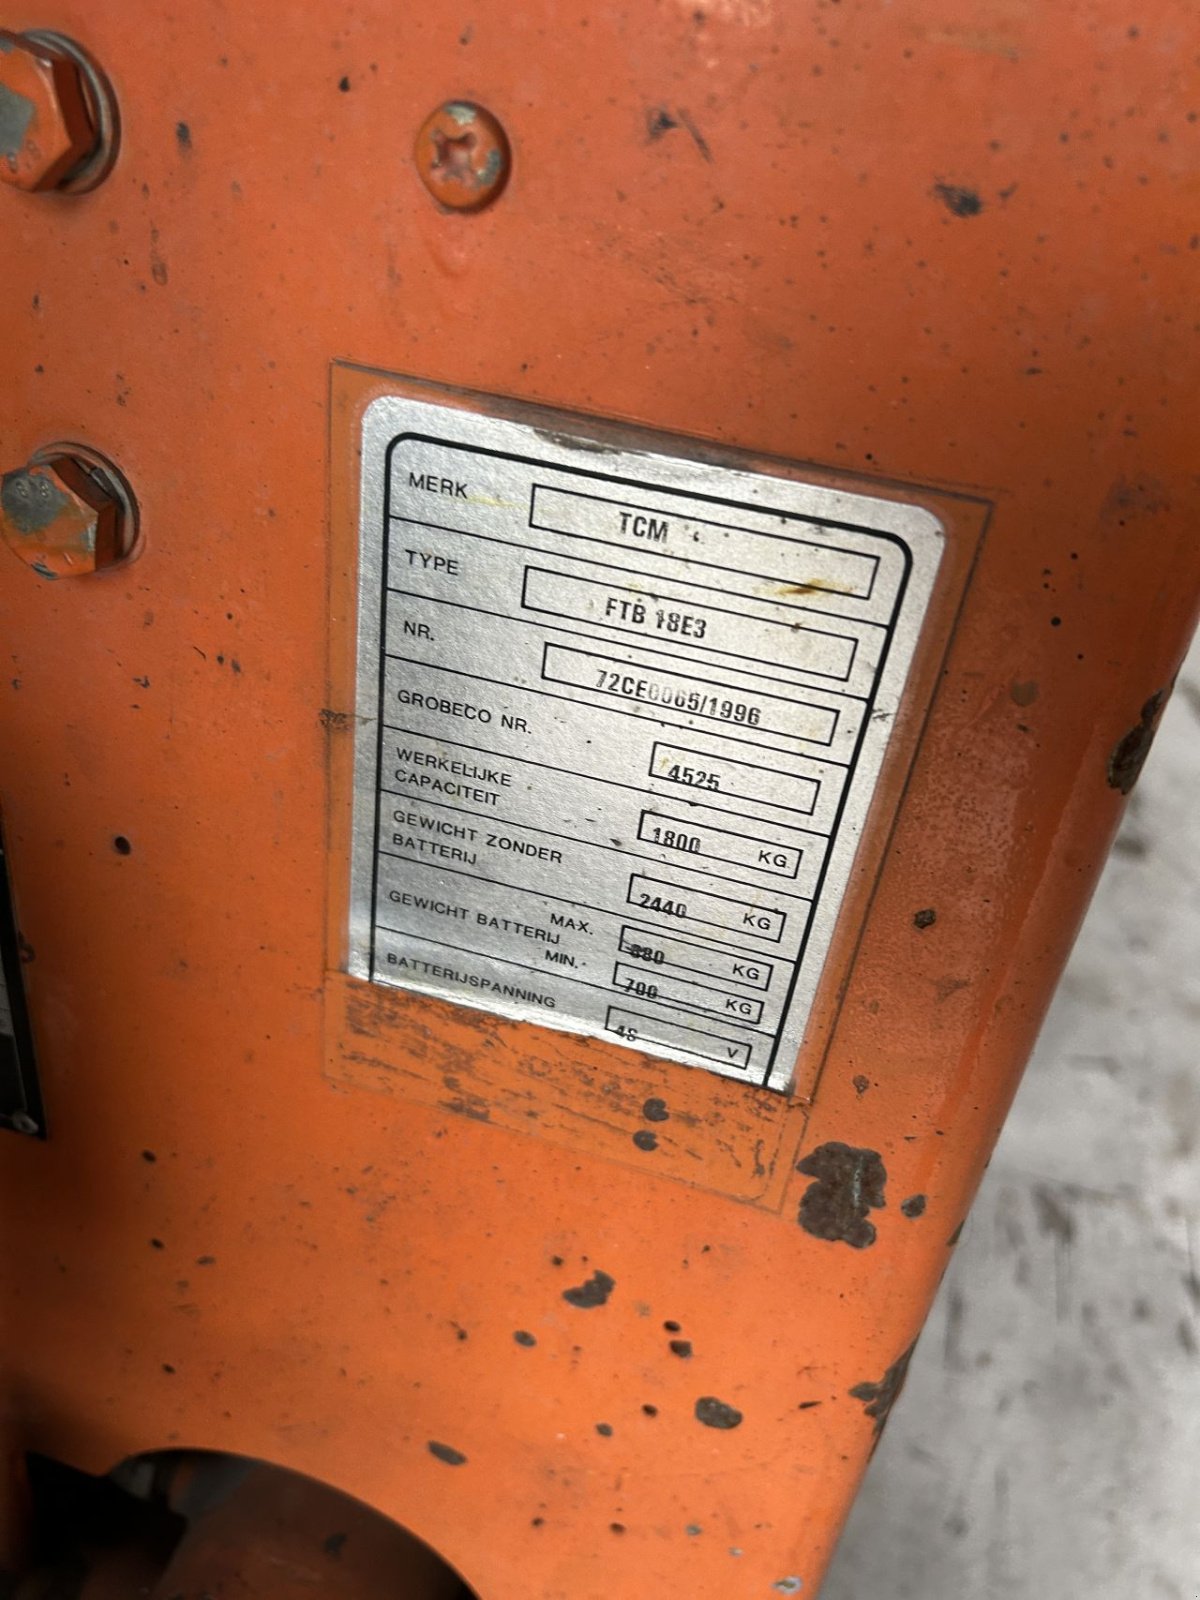 MERK TCM
TYPE FTB 18E3
NR. 72CE0065/1996
GROBECO NR. 4525
WERKELIJKE
CAPACITEIT 1800 KG
GEWICHT ZONDER
BATTERIJ 2440 KG
MAX. 880 KG
GEWICHT BATTERIJ
MIN. 700 KG
BATTERIJSPANNING 48 V